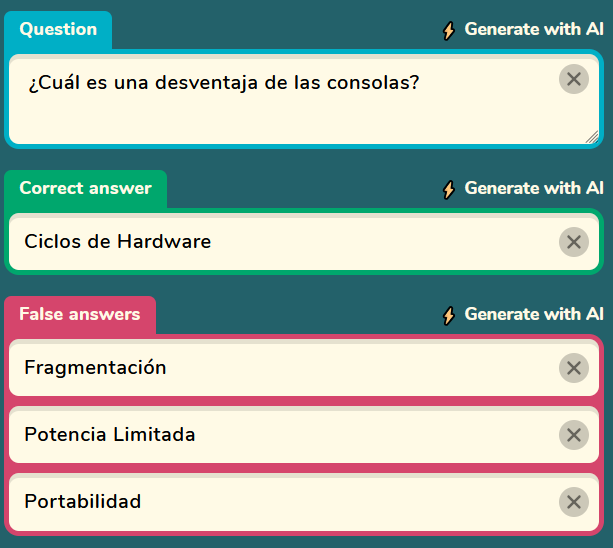 Question
Generate with AI
¿Cuál es una desventaja de las consolas?
Correct answer
Generate with AI
Ciclos de Hardware
False answers
Generate with AI
Fragmentación
Potencia Limitada
Portabilidad